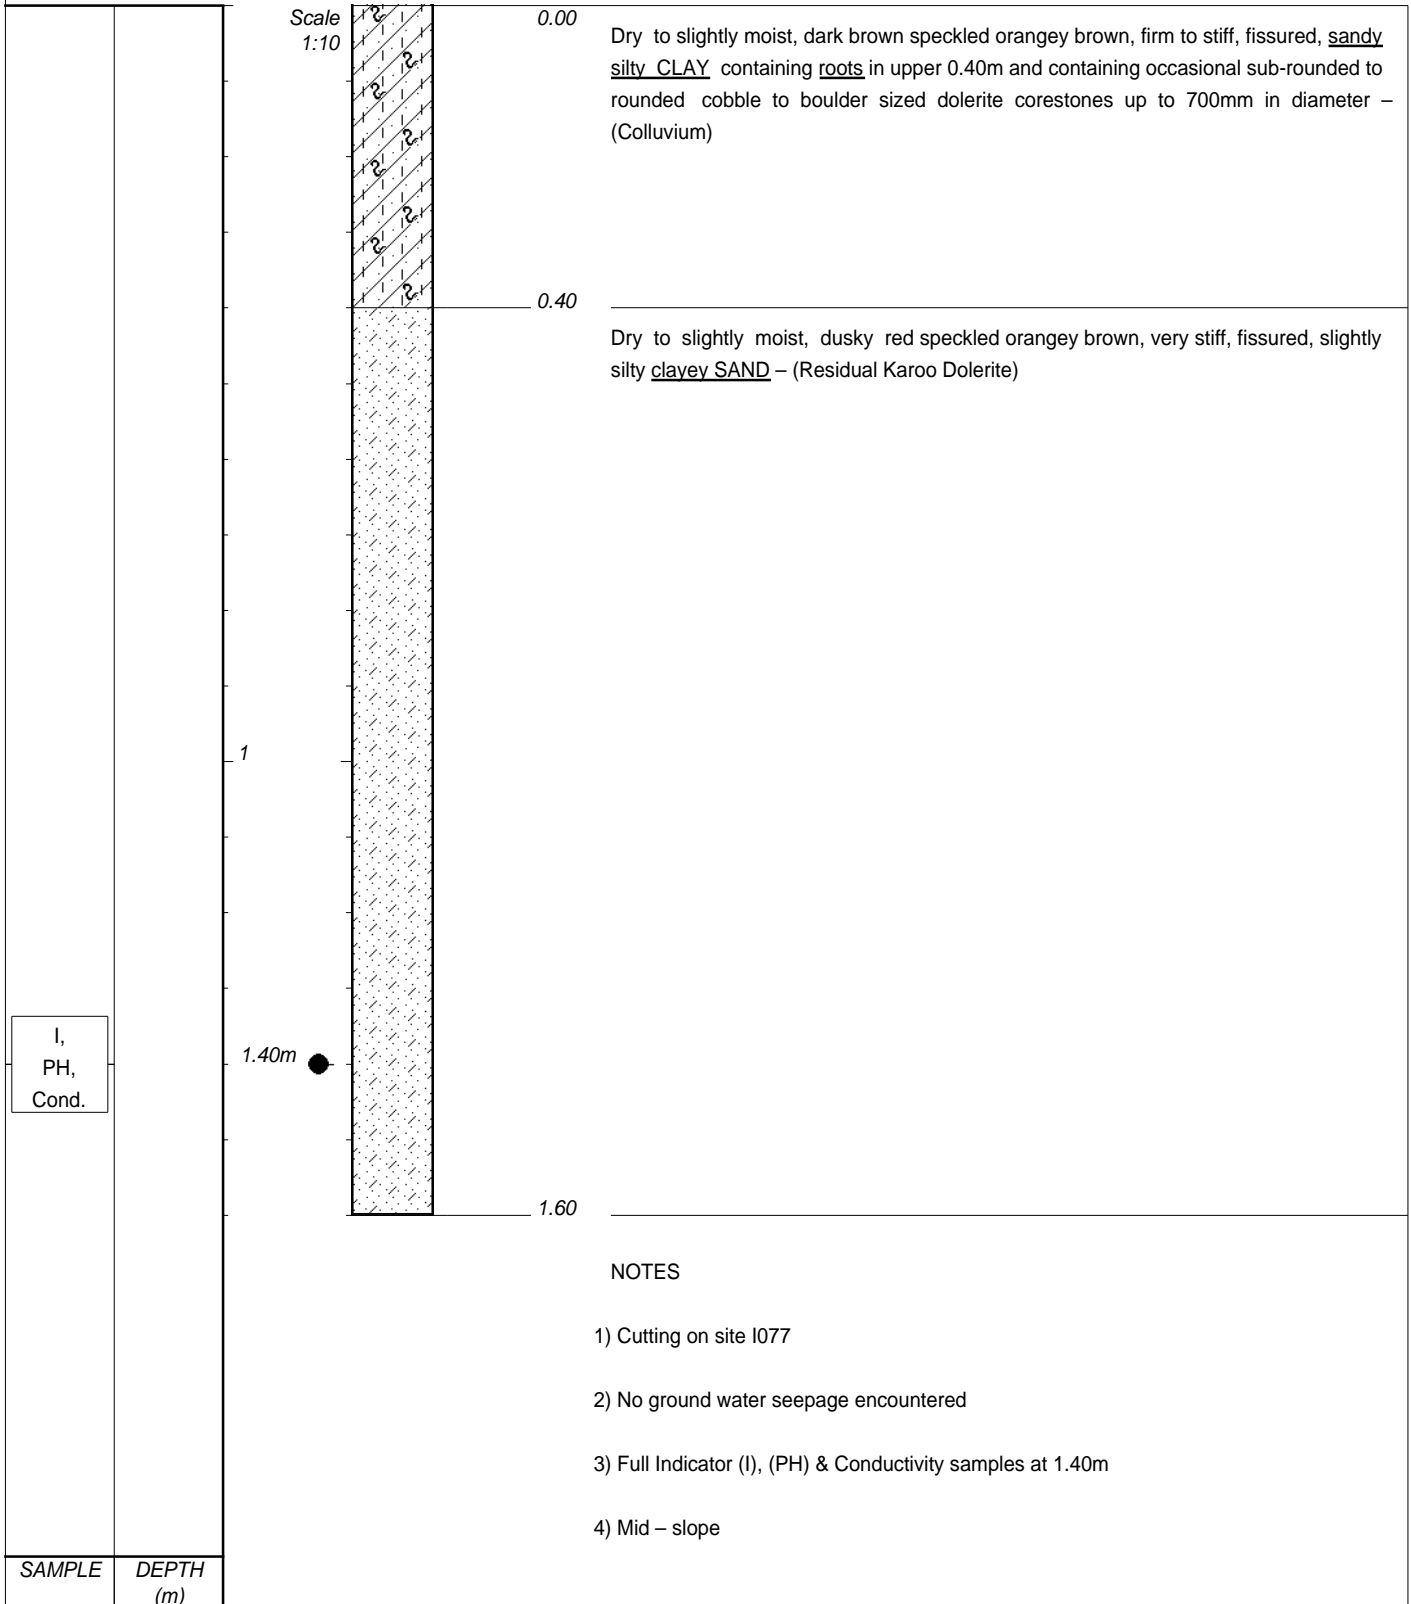 Scale
1:10
0.00
Dry to slightly moist, dark brown speckled orangey brown, firm to stiff, fissured, sandy
silty CLAY containing roots in upper 0.40m and containing occasional sub-rounded to
rounded cobble to boulder sized dolerite corestones up to 700mm in diameter –
(Colluvium)
0.40
Dry to slightly moist, dusky red speckled orangey brown, very stiff, fissured, slightly
silty clayey SAND – (Residual Karoo Dolerite)
1
I,
PH,
Cond.
1.40m
1.60
NOTES
1) Cutting on site I077
2) No ground water seepage encountered
3) Full Indicator (I), (PH) & Conductivity samples at 1.40m
4) Mid – slope
SAMPLE
DEPTH
(m)